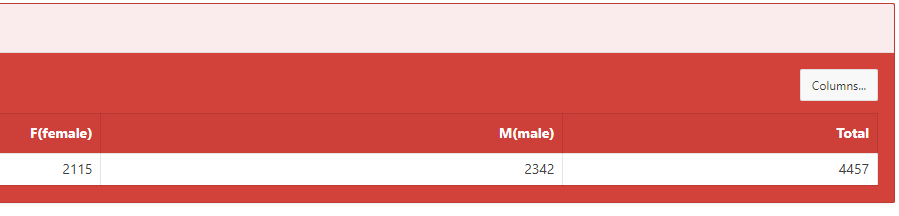 Columns...
F(female) M(male) Total
2115 2342 4457